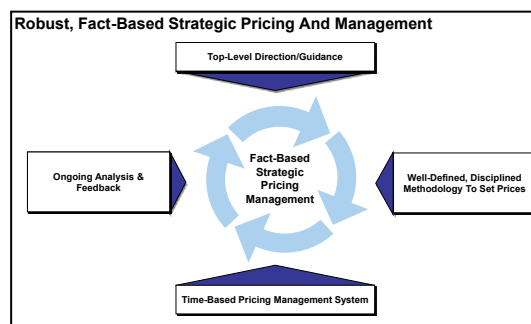 Robust, Fact-Based Strategic Pricing And Management
Top-Level Direction/Guidance
Ongoing Analysis &
Feedback
Fact-Based
Strategic
Pricing
Management
Well-Defined, Disciplined
Methodology To Set Prices
Time-Based Pricing Management System